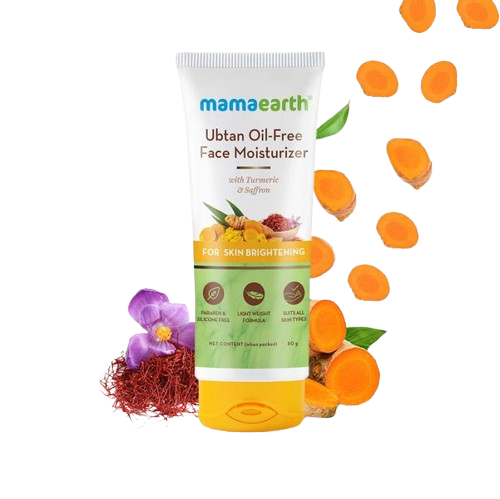 mamaearth®
Ubtan Oil-Free
Face Moisturizer
with Turmeric
& Saffron
FOR SKIN BRIGHTENING
PARABEN &
SILICONE FREE
LIGHT WEIGHT
FORMULA
SUITS ALL
SKIN TYPES
NET CONTENT (when packed) 80 g